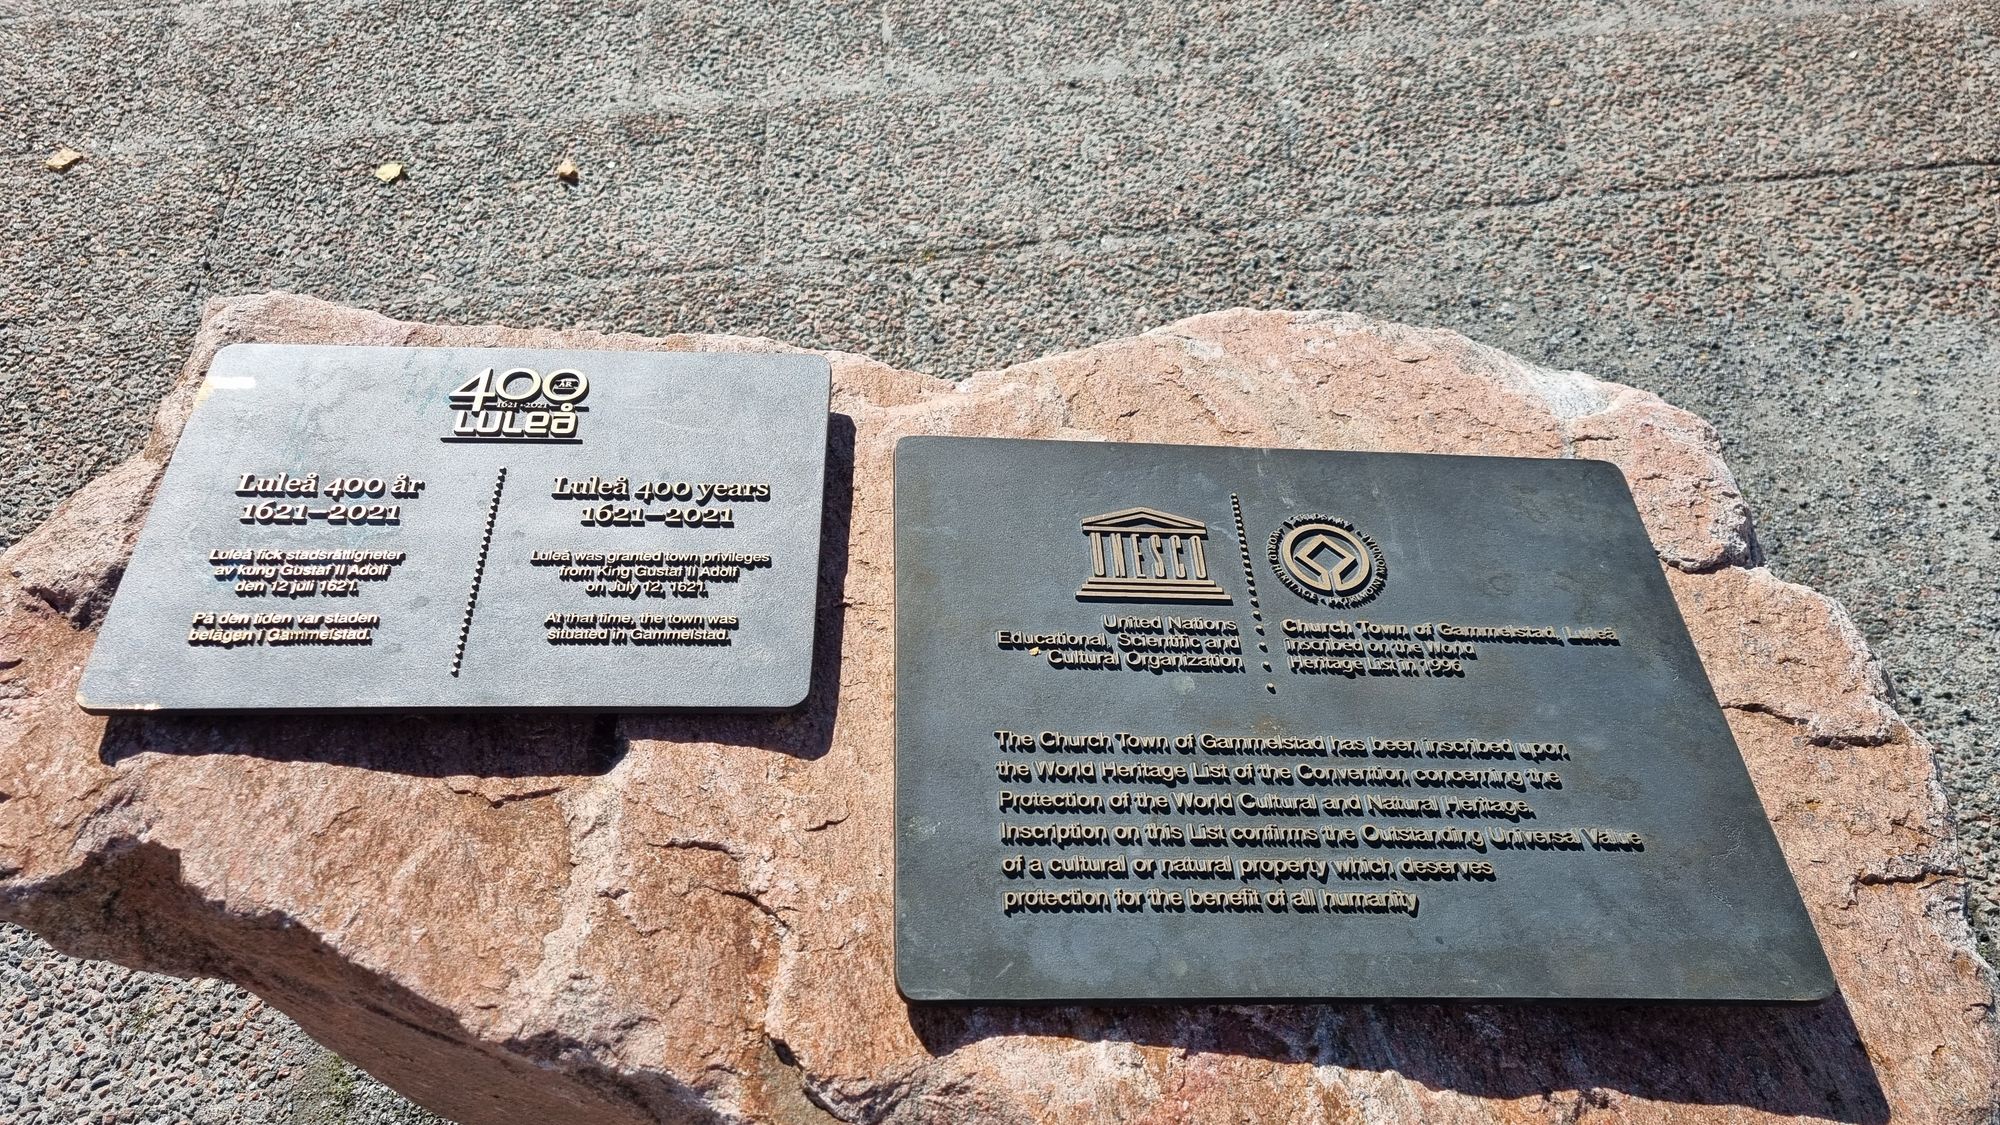 400 ÅR
1621 - 2021
LULEÅ
Luleå 400 år
1621–2021
Luleå fick stadsrättigheter
av kung Gustaf II Adolf
den 12 juli 1621.
På den tiden var staden
belägen i Gammelstad.
Luleå 400 years
1621–2021
Luleå was granted town privileges
from King Gustaf II Adolf
on July 12, 1621.
At that time, the town was
situated in Gammelstad.
UNESCO
United Nations
Educational, Scientific and
Cultural Organization
WORLD HERITAGE • PATRIMOINE MONDIAL •
Church Town of Gammelstad, Luleå
inscribed on the World
Heritage List in 1996
The Church Town of Gammelstad has been inscribed upon
the World Heritage List of the Convention concerning the
Protection of the World Cultural and Natural Heritage.
Inscription on this List confirms the Outstanding Universal Value
of a cultural or natural property which deserves
protection for the benefit of all humanity